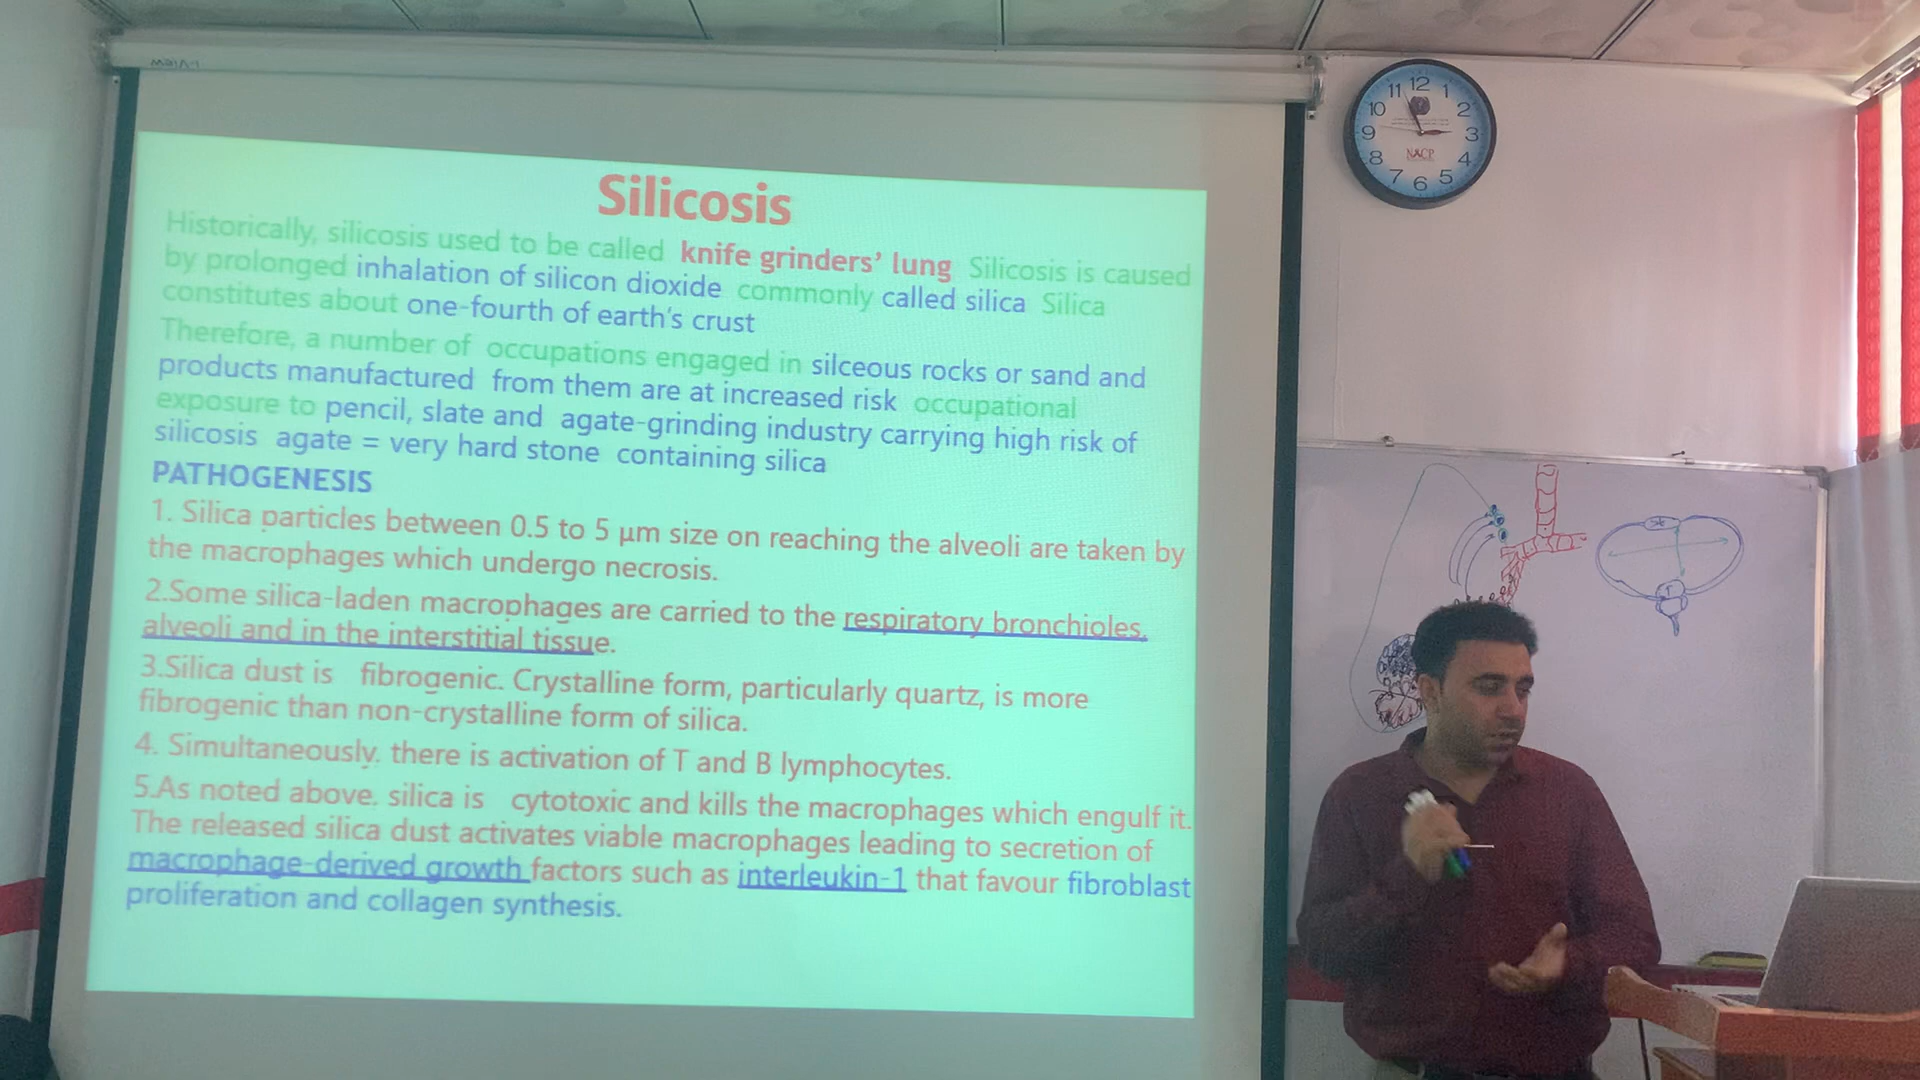 Silicosis
Historically, silicosis used to be called knife grinders' lung Silicosis is caused
by prolonged inhalation of silicon dioxide commonly called silica Silica
constitutes about one-fourth of earth's crust
Therefore, a number of occupations engaged in silceous rocks or sand and
products manufactured from them are at increased risk occupational
exposure to pencil, slate and agate-grinding industry carrying high risk of
silicosis agate = very hard stone containing silica
PATHOGENESIS
1. Silica particles between 0.5 to 5 µm size on reaching the alveoli are taken by
the macrophages which undergo necrosis.
2.Some silica-laden macrophages are carried to the respiratory bronchioles,
alveoli and in the interstitial tissue.
3.Silica dust is fibrogenic. Crystalline form, particularly quartz, is more
fibrogenic than non-crystalline form of silica.
4. Simultaneously. there is activation of T and B lymphocytes.
5.As noted above. silica is cytotoxic and kills the macrophages which engulf it.
The released silica dust activates viable macrophages leading to secretion of
macrophage-derived growth factors such as interleukin-1 that favour fibroblast
proliferation and collagen synthesis.
12
1
2
3
4
5
6
7
8
9
10
11
NACP